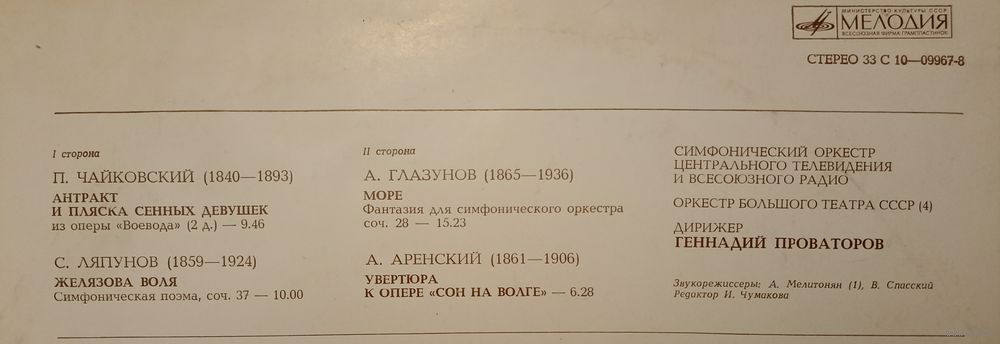 МИНИСТЕРСТВО КУЛЬТУРЫ СССР
МЕЛОДИЯ
ВСЕСОЮЗНАЯ ФИРМА ГРАМПЛАСТИНОК
СТЕРЕО 33 С 10—09967-8
I сторона
П. ЧАЙКОВСКИЙ (1840—1893)
АНТРАКТ
И ПЛЯСКА СЕННЫХ ДЕВУШЕК
из оперы «Воевода» (2 д.) — 9.46
С. ЛЯПУНОВ (1859—1924)
ЖЕЛЯЗОВА ВОЛЯ
Симфоническая поэма, соч. 37 — 10.00
II сторона
А. ГЛАЗУНОВ (1865—1936)
МОРЕ
Фантазия для симфонического оркестра
соч. 28 — 15.23
А. АРЕНСКИЙ (1861—1906)
УВЕРТЮРА
К ОПЕРЕ «СОН НА ВОЛГЕ» — 6.28
СИМФОНИЧЕСКИЙ ОРКЕСТР
ЦЕНТРАЛЬНОГО ТЕЛЕВИДЕНИЯ
И ВСЕСОЮЗНОГО РАДИО
ОРКЕСТР БОЛЬШОГО ТЕАТРА СССР (4)
ДИРИЖЕР
ГЕННАДИЙ ПРОВАТОРОВ
Звукорежиссеры: А. Мелитонян (1), В. Спасский
Редактор И. Чумакова